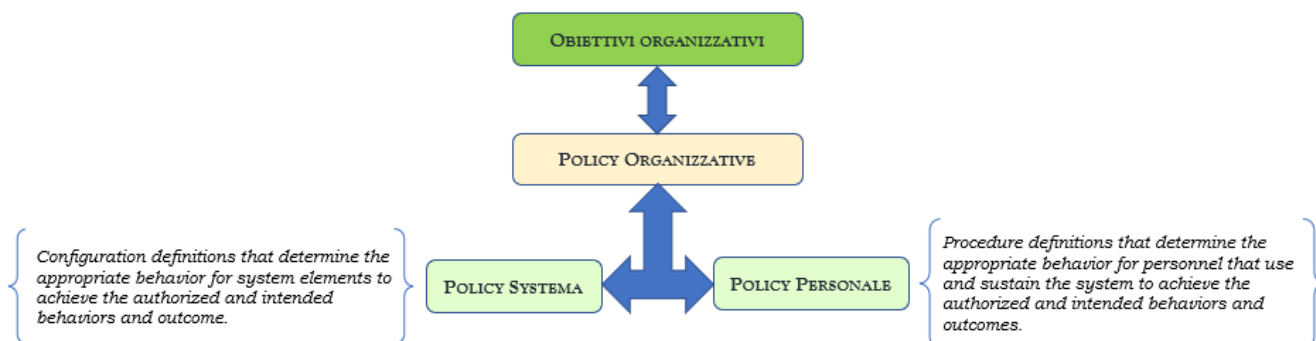 OBIETTIVI ORGANIZZATIVI
POLICY ORGANIZZATIVE
Configuration definitions that determine the
appropriate behavior for system elements to
achieve the authorized and intended
behaviors and outcome.
POLICY SYSTEMA
POLICY PERSONALE
Procedure definitions that determine the
appropriate behavior for personnel that use
and sustain the system to achieve the
authorized and intended behaviors and
outcomes.